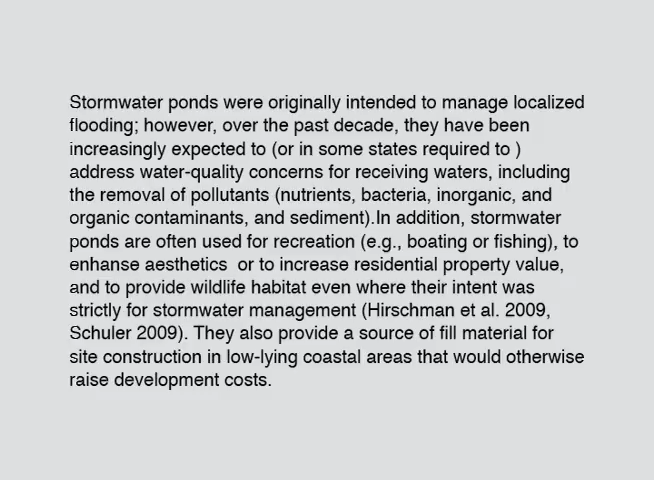 Stormwater ponds were originally intended to manage localized
flooding; however, over the past decade, they have been
increasingly expected to (or in some states required to )
address water-quality concerns for receiving waters, including
the removal of pollutants (nutrients, bacteria, inorganic, and
organic contaminants, and sediment).In addition, stormwater
ponds are often used for recreation (e.g., boating or fishing), to
enhanse aesthetics  or to increase residential property value,
and to provide wildlife habitat even where their intent was
strictly for stormwater management (Hirschman et al. 2009,
Schuler 2009). They also provide a source of fill material for
site construction in low-lying coastal areas that would otherwise
raise development costs.